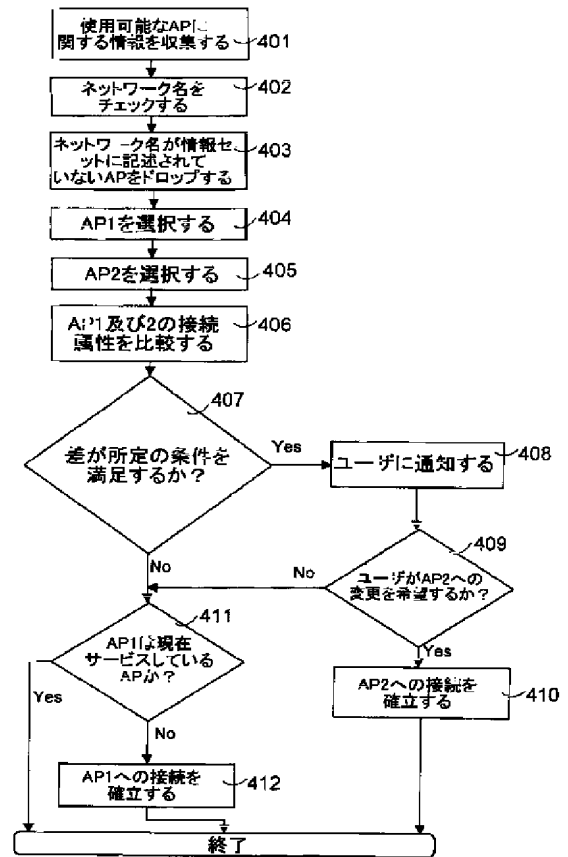 使用可能なAPに
関する情報を収集する
401
ネットワーク名を
チェックする
402
ネットワーク名が情報セ
ットに記述されて
いないAPをドロップする
403
AP1を選択する
404
AP2を選択する
405
AP1及び2の接続
属性を比較する
406
407
差が所定の条件を
満足するか？
Yes
ユーザに通知する
408
409
No
No
ユーザがAP2への
変更を希望するか？
411
AP1は現在
サービスしている
APか？
Yes
Yes
AP2への接続を
確立する
410
No
AP1への接続を
確立する
412
終了